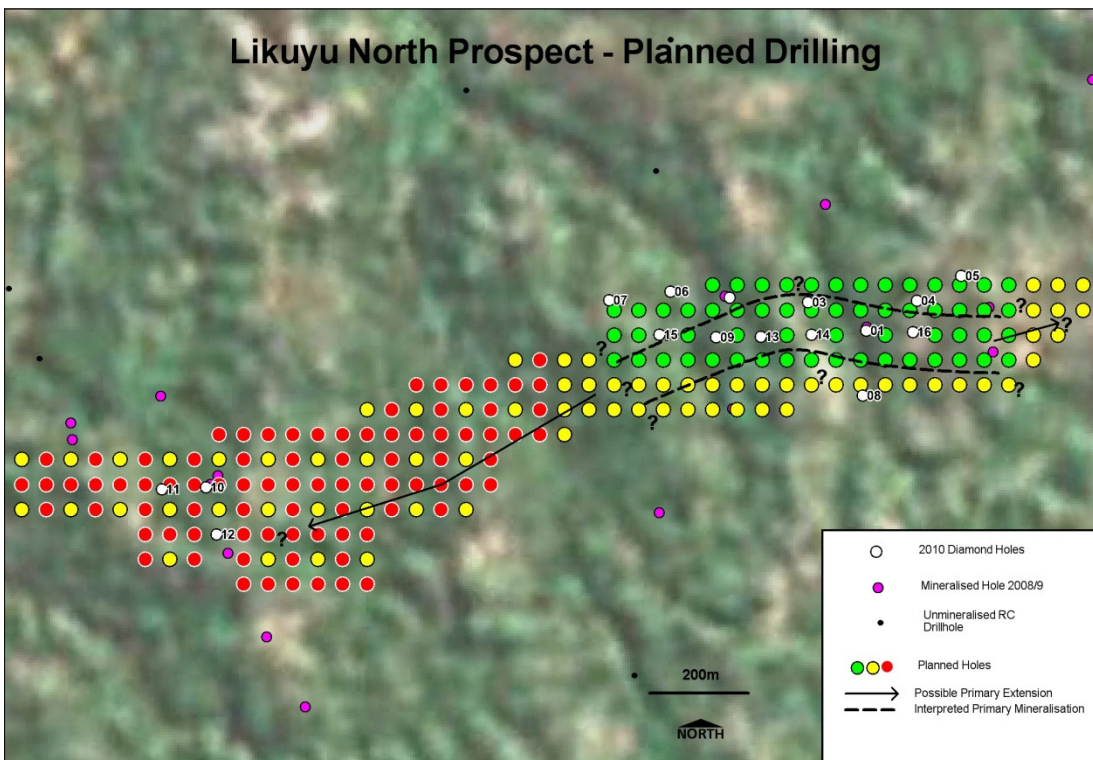 Likuyu North Prospect - Planned Drilling
05
07
06
?
03
04
?
?
15
09
13
14
01
16
?
?
?
?
08
?
11
10
12
?
200m
NORTH
2010 Diamond Holes
Mineralised Hole 2008/9
Unmineralised RC
Drillhole
Planned Holes
Possible Primary Extension
Interpreted Primary Mineralisation